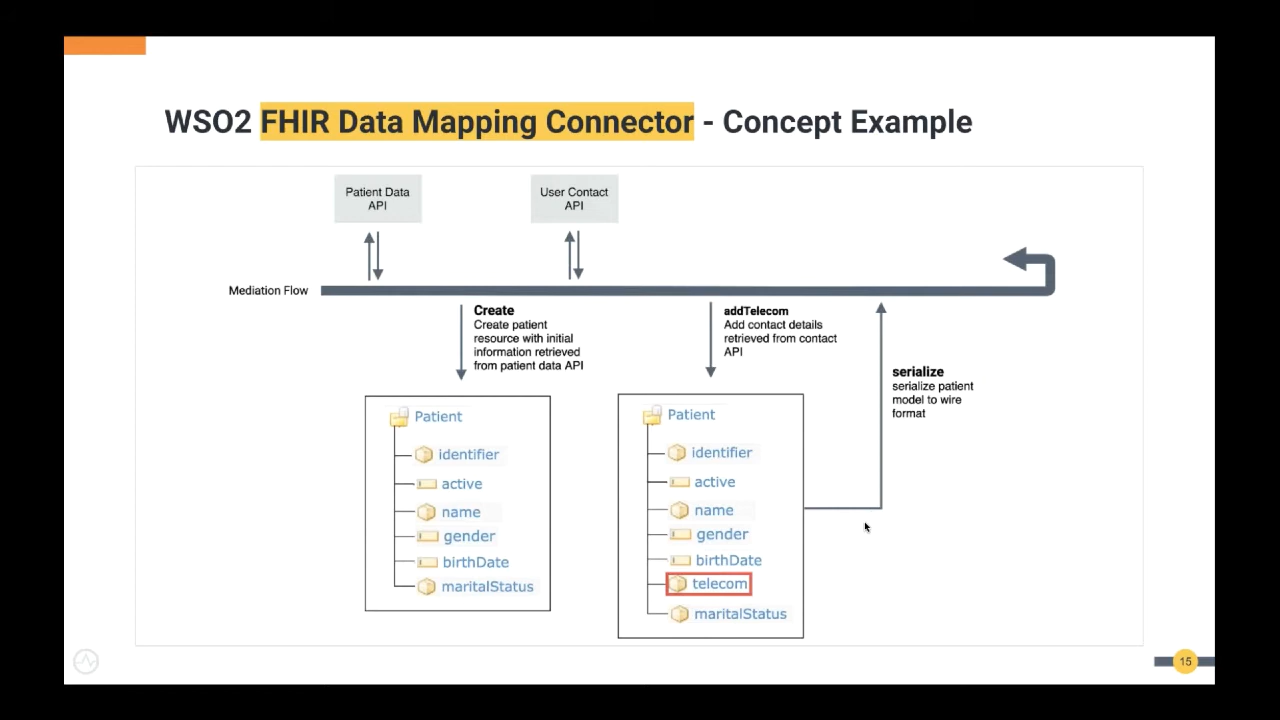 WSO2 FHIR Data Mapping Connector - Concept Example
Patient Data
API
User Contact
API
Mediation Flow
Create
Create patient
resource with initial
information retrieved
from patient data API
addTelecom
Add contact details
retrieved from contact
API
serialize
serialize patient
model to wire
format
Patient
identifier
active
name
gender
birthDate
maritalStatus
Patient
identifier
active
name
gender
birthDate
telecom
maritalStatus
15